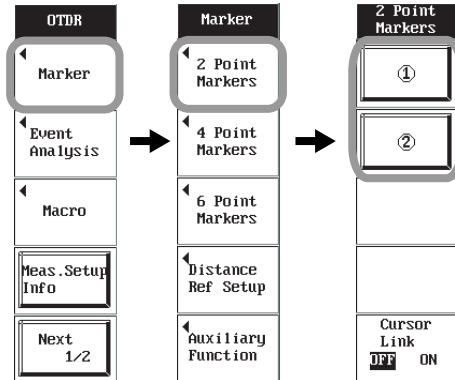 OTDR
Marker
Event
Analysis
Macro
Meas.Setup
Info
Next
1/2
Marker
2 Point
Markers
4 Point
Markers
6 Point
Markers
Distance
Ref Setup
Auxiliary
Function
2 Point
Markers
①
②
Cursor
Link
OFF ON